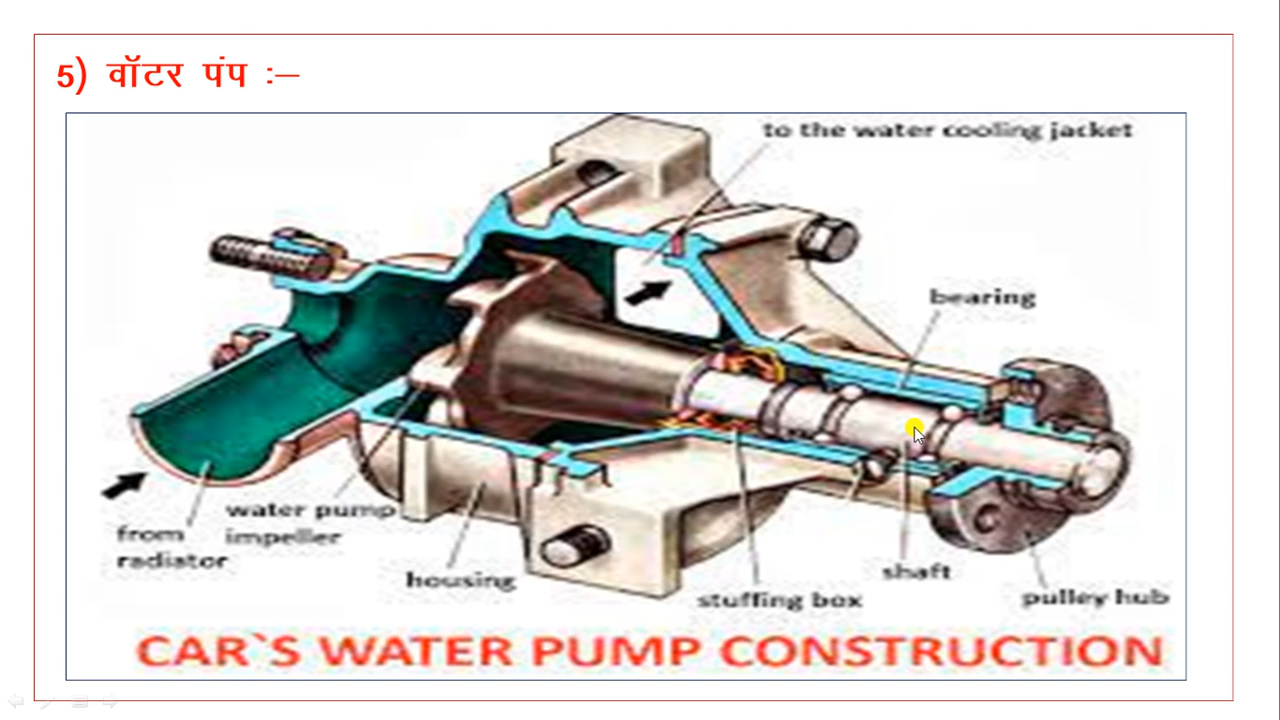 5) वॉटर पंप :–
to the water cooling jacket
bearing
water pump
impeller
from
radiator
housing
shaft
stuffing box
pulley hub
CAR`S WATER PUMP CONSTRUCTION